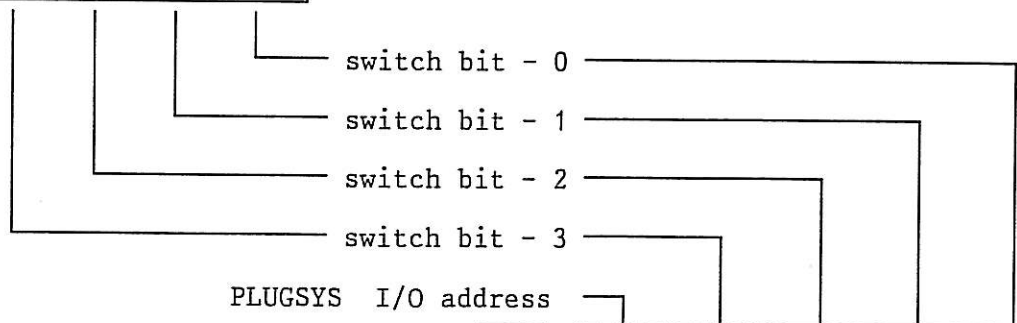 switch bit - 0
switch bit - 1
switch bit - 2
switch bit - 3
PLUGSYS I/O address